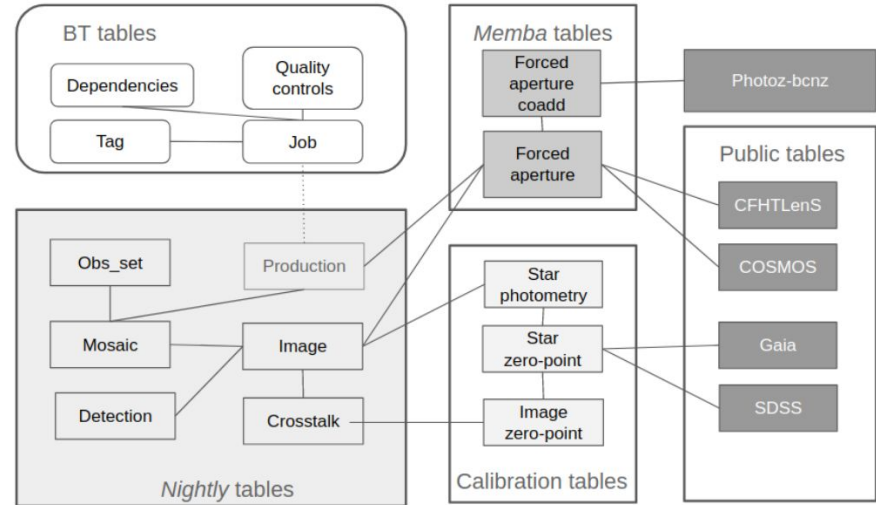 BT tables
Dependencies
Quality
controls
Tag
Job
Memba tables
Forced
aperture
coadd
Forced
aperture
Photoz-bcnz
Public tables
CFHTLenS
COSMOS
Gaia
SDSS
Obs_set
Production
Mosaic
Image
Detection
Crosstalk
Nightly tables
Star
photometry
Star
zero-point
Image
zero-point
Calibration tables